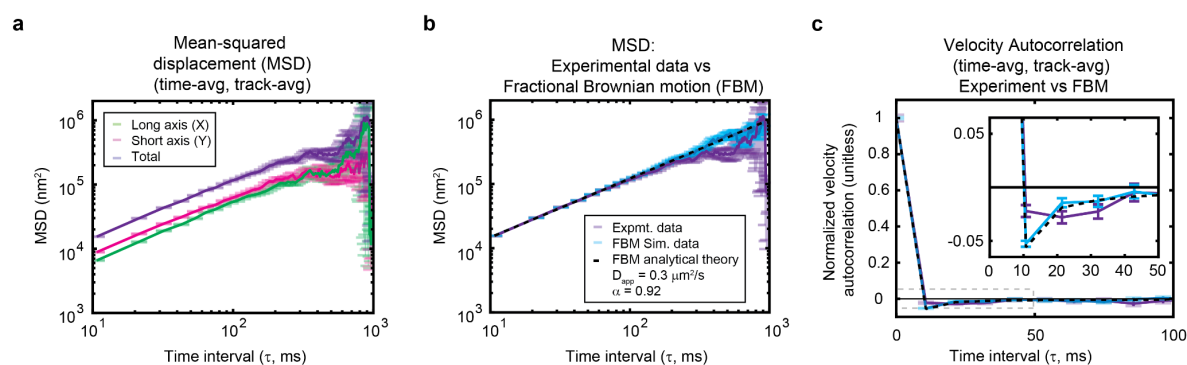 a
Mean-squared
displacement (MSD)
(time-avg, track-avg)
10⁶
10⁵
10⁴
10³
MSD (nm²)
Long axis (X)
Short axis (Y)
Total
10¹
10²
10³
Time interval (τ, ms)
b
MSD:
Experimental data vs
Fractional Brownian motion (FBM)
10⁶
10⁵
10⁴
10³
MSD (nm²)
Expmt. data
FBM Sim. data
FBM analytical theory
Dapp = 0.3 μm²/s
α = 0.92
10¹
10²
10³
Time interval (τ, ms)
c
Velocity Autocorrelation
(time-avg, track-avg)
Experiment vs FBM
Normalized velocity
autocorrelation (unitless)
1
0.8
0.6
0.4
0.2
0
0.05
-0.05
0 10 20 30 40 50
0
50
100
Time interval (τ, ms)